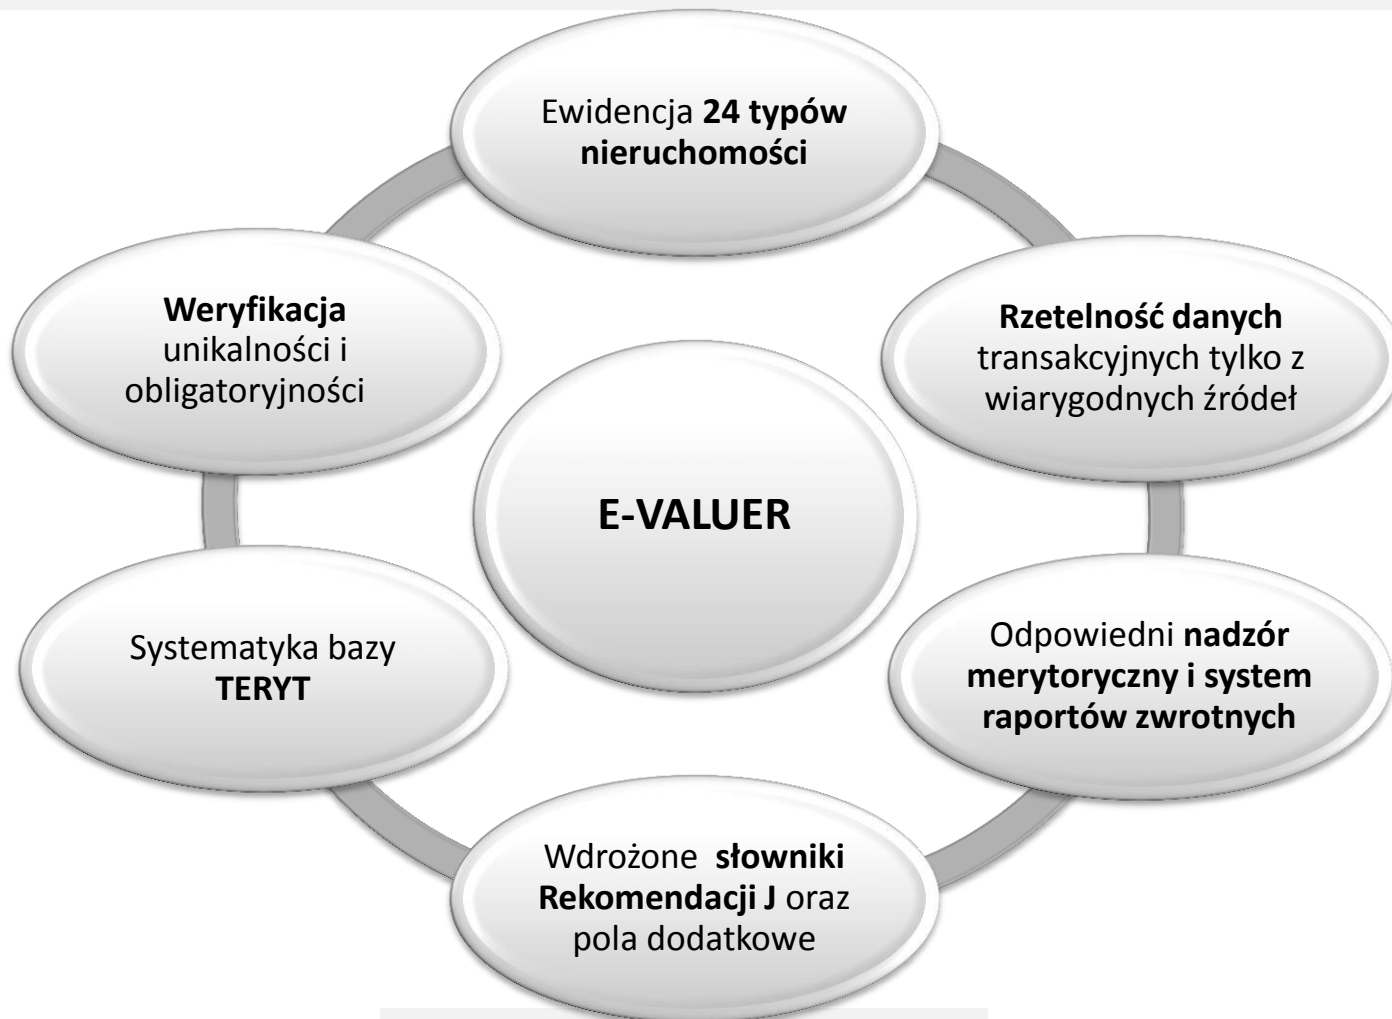 Ewidencja 24 typów
nieruchomości
Rzetelność danych
transakcyjnych tylko z
wiarygodnych źródeł
Odpowiedni nadzór
merytoryczny i system
raportów zwrotnych
Wdrożone słowniki
Rekomendacji J oraz
pola dodatkowe
Systematyka bazy
TERYT
Weryfikacja
unikalności i
obligatoryjności
E-VALUER